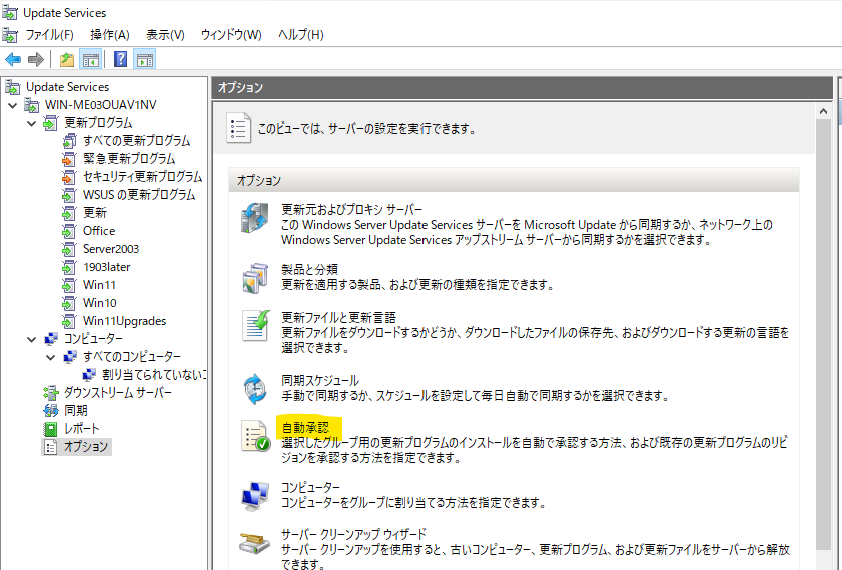 Update Services
ファイル(F) 操作(A) 表示(V) ウィンドウ(W) ヘルプ(H)
Update Services
WIN-ME03OUAV1NV
更新プログラム
すべての更新プログラム
緊急更新プログラム
セキュリティ更新プログラム
WSUS の更新プログラム
更新
Office
Server2003
1903later
Win11
Win10
Win11Upgrades
コンピューター
すべてのコンピューター
割り当てられていないコ
ダウンストリーム サーバー
同期
レポート
オプション
オプション
このビューでは、サーバーの設定を実行できます。
オプション
更新元およびプロキシ サーバー
この Windows Server Update Services サーバーを Microsoft Update から同期するか、ネットワーク上の
Windows Server Update Services アップストリーム サーバーから同期するかを選択できます。
製品と分類
更新を適用する製品、および更新の種類を指定できます。
更新ファイルと更新言語
更新ファイルをダウンロードするかどうか、ダウンロードしたファイルの保存先、およびダウンロードする更新の言語を
選択できます。
同期スケジュール
手動で同期するか、スケジュールを設定して毎日自動で同期するかを選択できます。
自動承認
選択したグループ用の更新プログラムのインストールを自動で承認する方法、および既存の更新プログラムのリビ
ジョンを承認する方法を指定できます。
コンピューター
コンピューターをグループに割り当てる方法を指定できます。
サーバー クリーンアップ ウィザード
サーバー クリーンアップを使用すると、古いコンピューター、更新プログラム、および更新ファイルをサーバーから解放
できます。